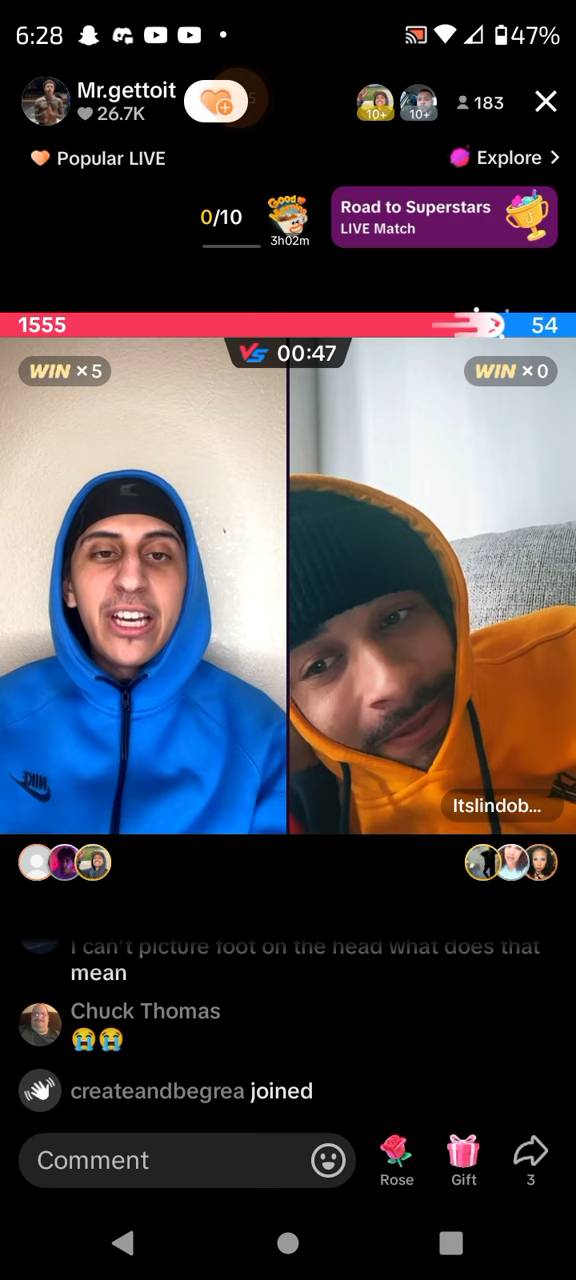 6:28
47%
Mr.gettoit
26.7K
183
10+
10+
Popular LIVE
Explore >
0/10
3h02m
Road to Superstars
LIVE Match
1555
54
VS 00:47
WIN ×5
WIN ×0
NIKE
Itslindob...
I can't picture foot on the head what does that
mean
Chuck Thomas
😭😭
createandbegrea joined
Comment
Rose
Gift
3